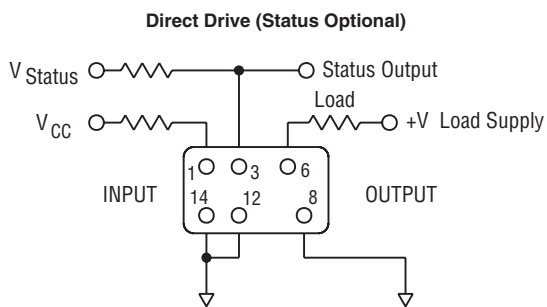 Direct Drive (Status Optional)
V Status
Status Output
Load
V CC
+V Load Supply
1
3
6
INPUT
14
12
8
OUTPUT